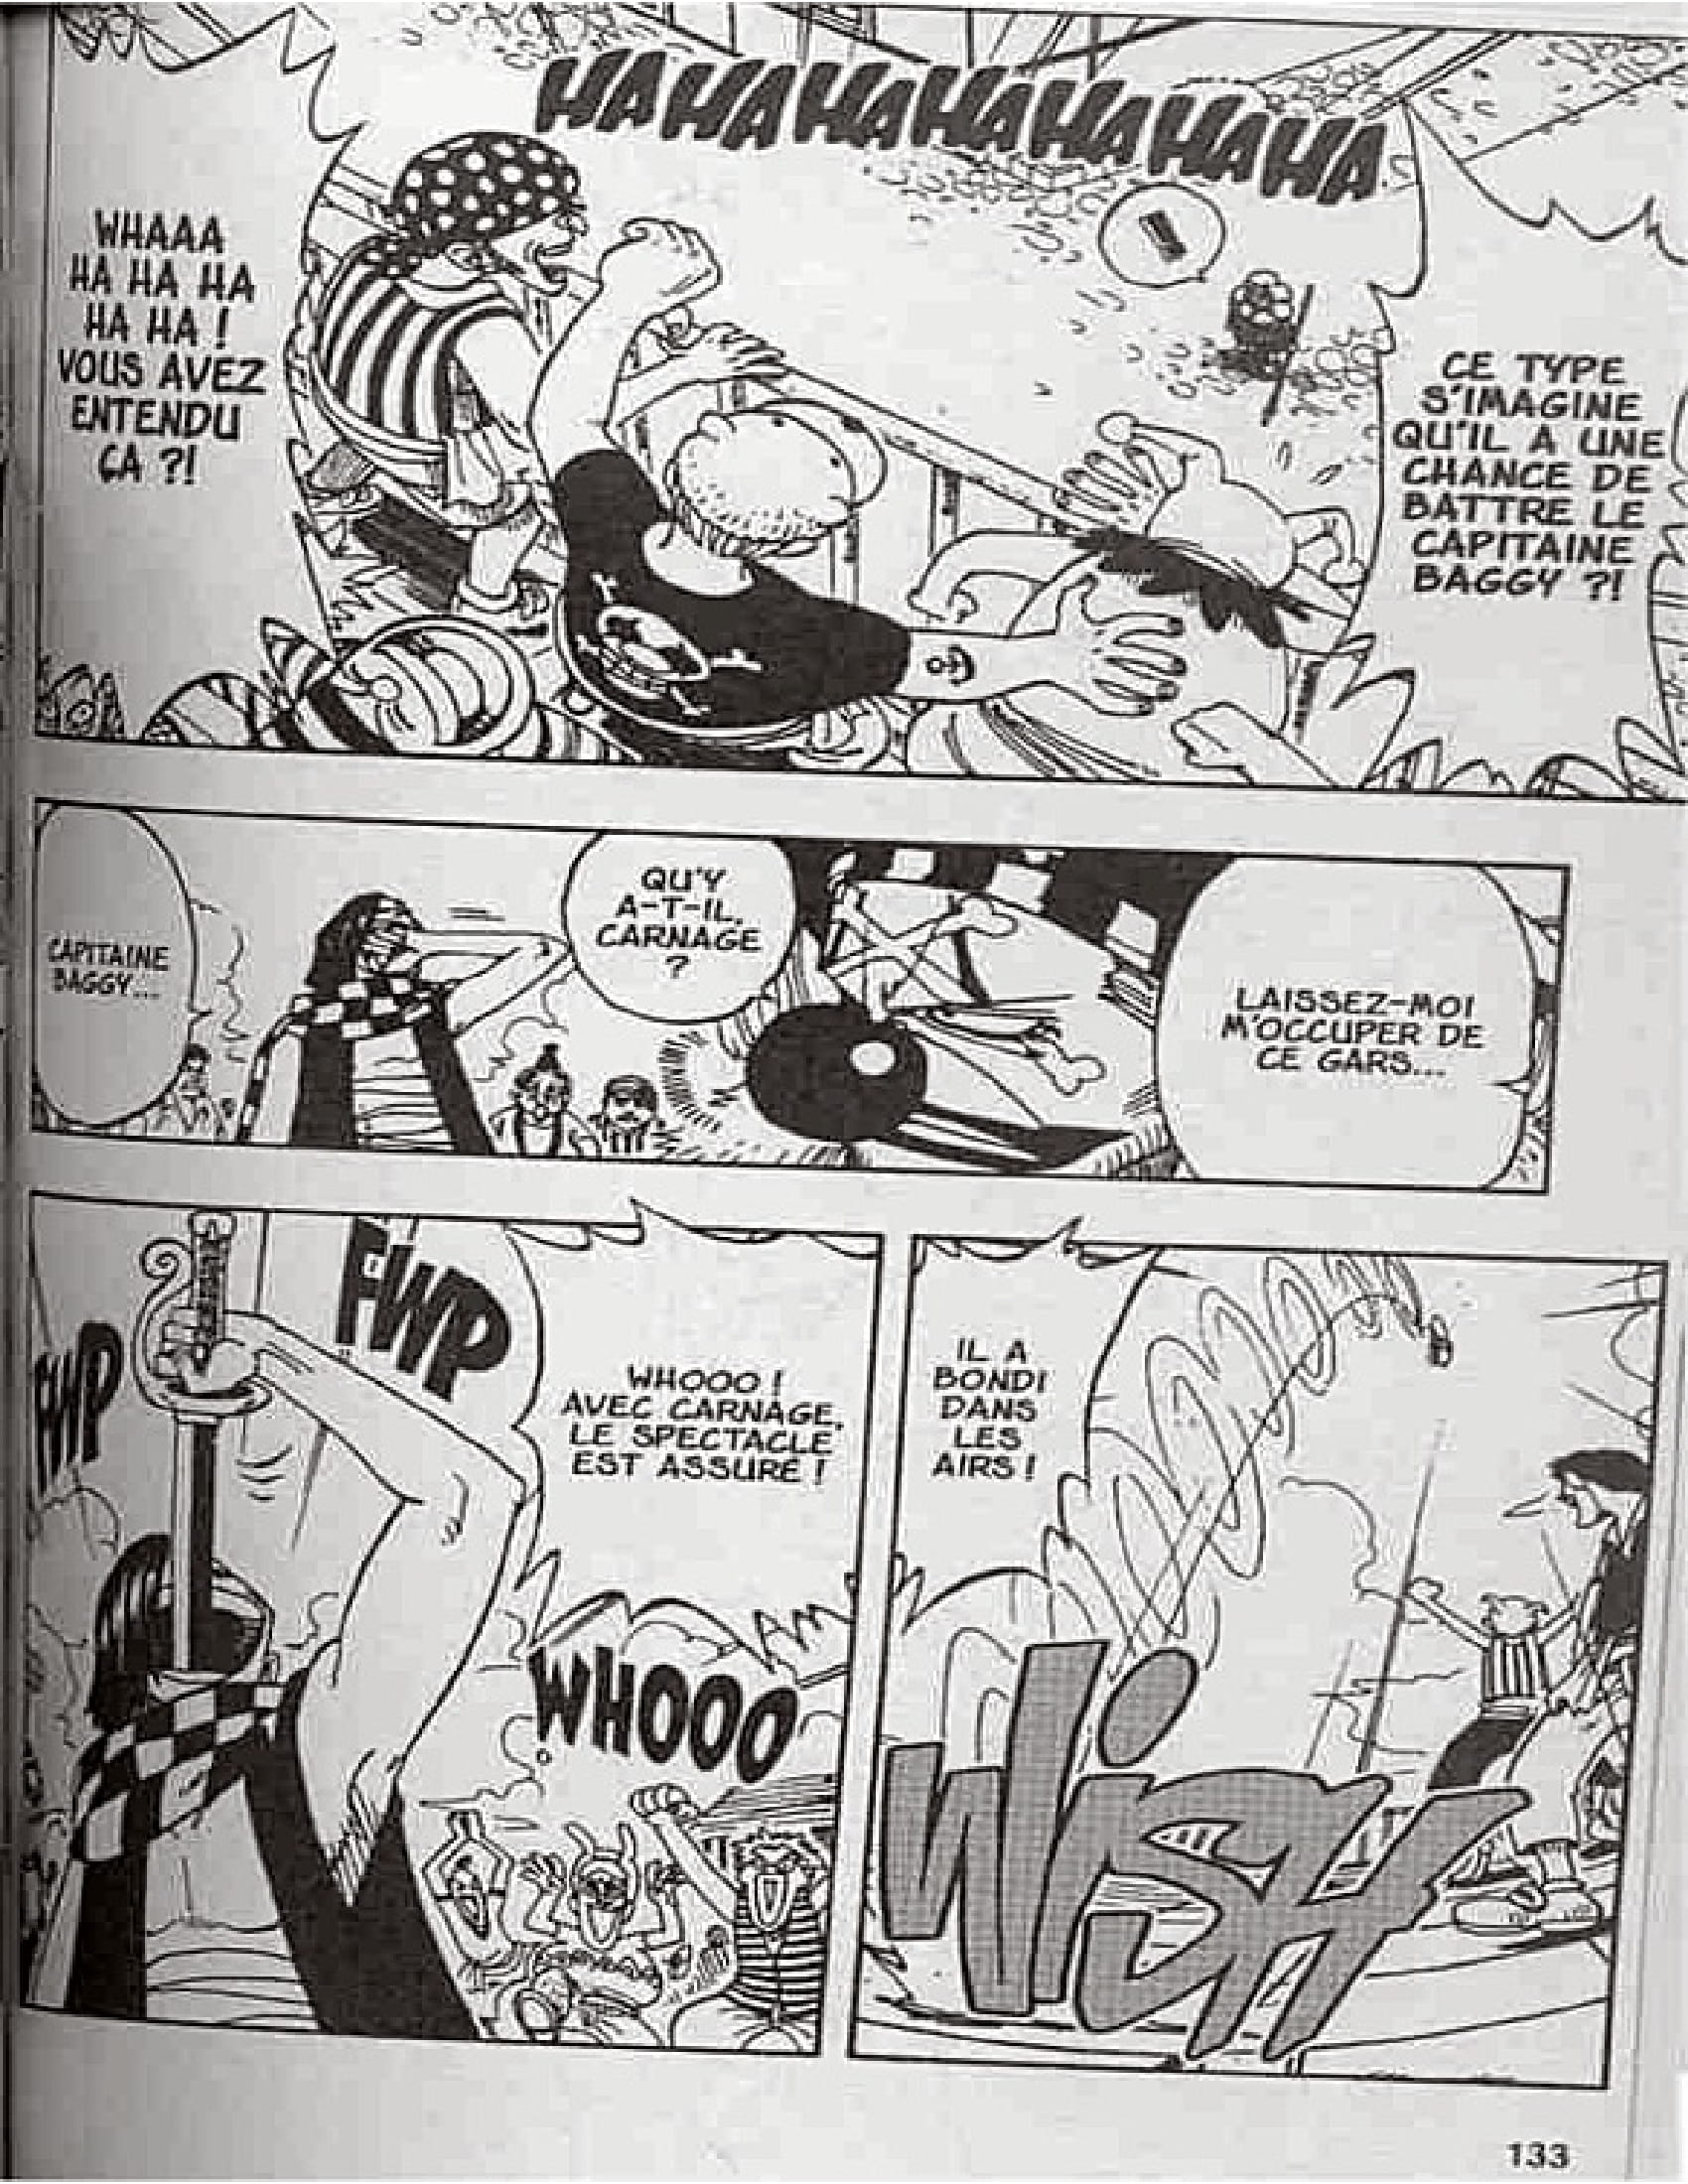 HAHAHAHAHAHAHA
WHAAA
HA HA HA
HA HA !
VOUS AVEZ
ENTENDU
ÇA ?!
CE TYPE
S'IMAGINE
QU'IL A UNE
CHANCE DE
BATTRE LE
CAPITAINE
BAGGY ?!
CAPITAINE
BAGGY...
QU'Y
A-T-IL,
CARNAGE
?
LAISSEZ-MOI
M'OCCUPER DE
CE GARS...
FWP
FWP
WHOOO !
AVEC CARNAGE,
LE SPECTACLE
EST ASSURÉ !
WHOOO
IL A
BONDI
DANS
LES
AIRS !
WISH
133